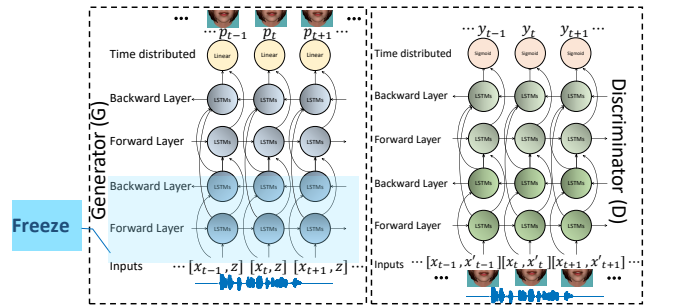 Freeze
Generator (G)
••• •••
··· p_{t-1} p_t p_{t+1} ···
Time distributed Linear Linear Linear
Backward Layer LSTMs LSTMs LSTMs
Forward Layer LSTMs LSTMs LSTMs
Backward Layer LSTMs LSTMs LSTMs
Forward Layer LSTMs LSTMs LSTMs
Inputs ··· [x_{t-1}, z] [x_t, z] [x_{t+1}, z] ···
Discriminator (D)
··· y_{t-1} y_t y_{t+1} ···
Time distributed Sigmoid Sigmoid Sigmoid
Backward Layer LSTMs LSTMs LSTMs
Forward Layer LSTMs LSTMs LSTMs
Backward Layer LSTMs LSTMs LSTMs
Forward Layer LSTMs LSTMs LSTMs
Inputs ··· [x_{t-1}, x'_{t-1}][x_t, x'_t][x_{t+1}, x'_{t+1}] ···
••• •••